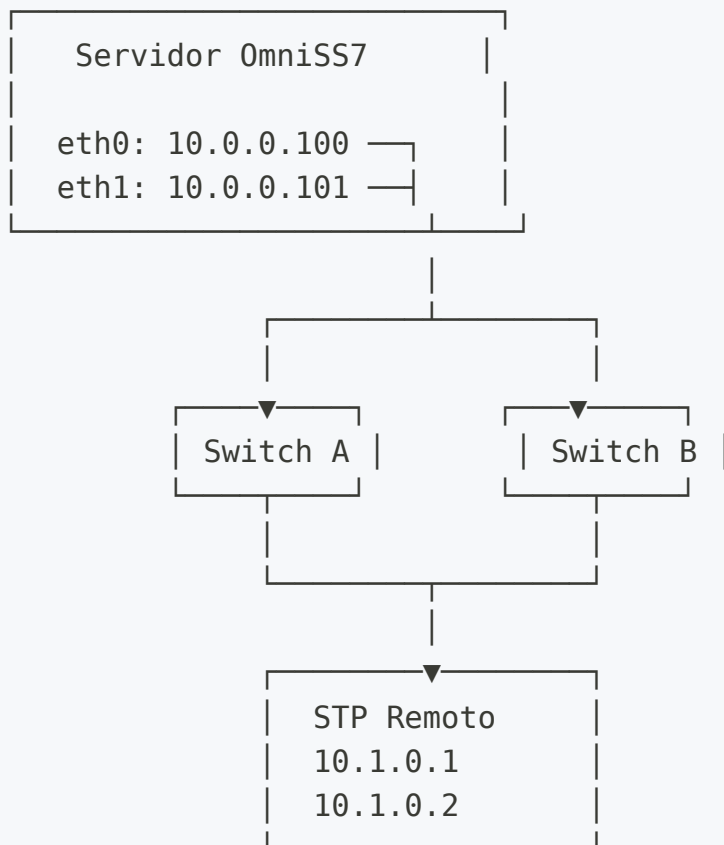 Servidor OmniSS7
eth0: 10.0.0.100
eth1: 10.0.0.101
Switch A
Switch B
STP Remoto
10.1.0.1
10.1.0.2